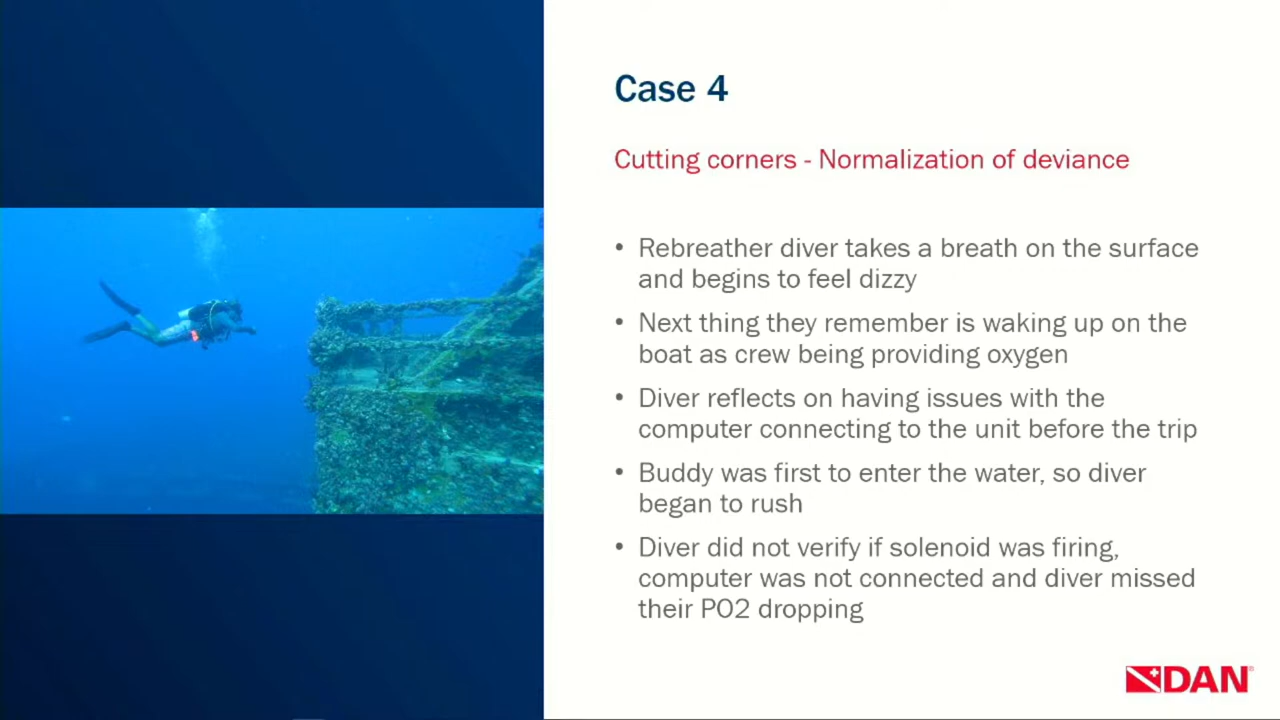 Case 4
Cutting corners - Normalization of deviance
• Rebreather diver takes a breath on the surface
and begins to feel dizzy
• Next thing they remember is waking up on the
boat as crew being providing oxygen
• Diver reflects on having issues with the
computer connecting to the unit before the trip
• Buddy was first to enter the water, so diver
began to rush
• Diver did not verify if solenoid was firing,
computer was not connected and diver missed
their PO2 dropping
DAN